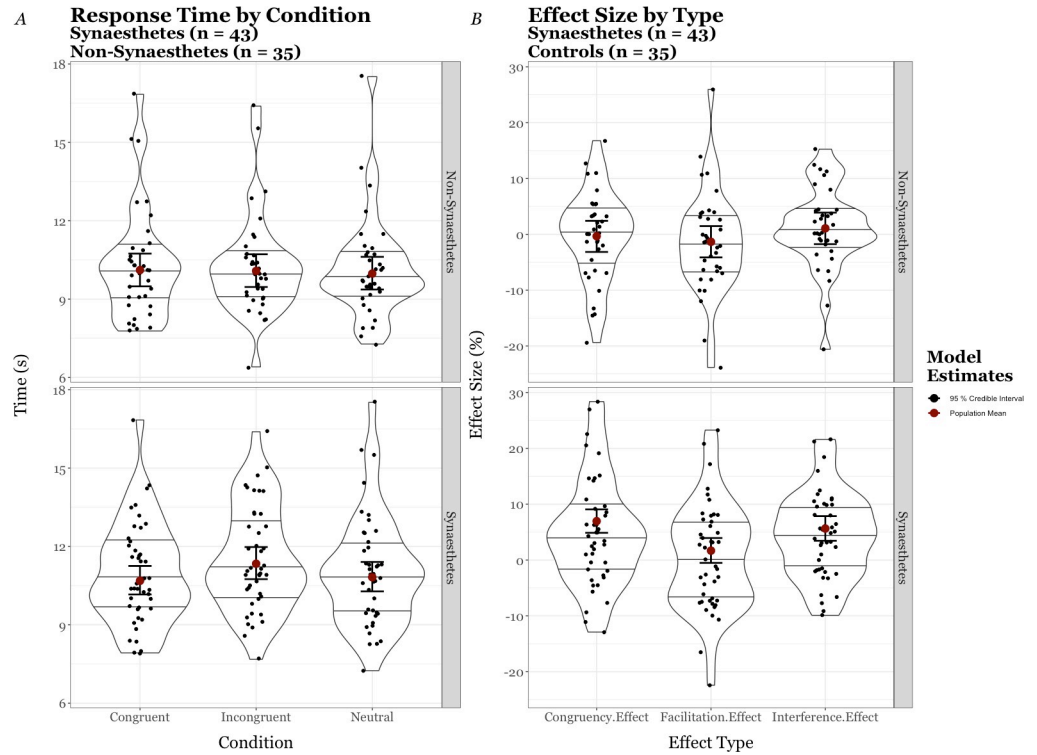 A
Response Time by Condition
Synaesthetes (n = 43)
Non-Synaesthetes (n = 35)
Time (s)
18
15
12
9
6
Non-Synaesthetes
18
15
12
9
6
Synaesthetes
Congruent Incongruent Neutral
Condition
B
Effect Size by Type
Synaesthetes (n = 43)
Controls (n = 35)
Effect Size (%)
30
20
10
0
-10
-20
Non-Synaesthetes
30
20
10
0
-10
-20
Synaesthetes
Congruency.Effect Facilitation.Effect Interference.Effect
Effect Type
Model
Estimates
95 % Credible Interval
Population Mean